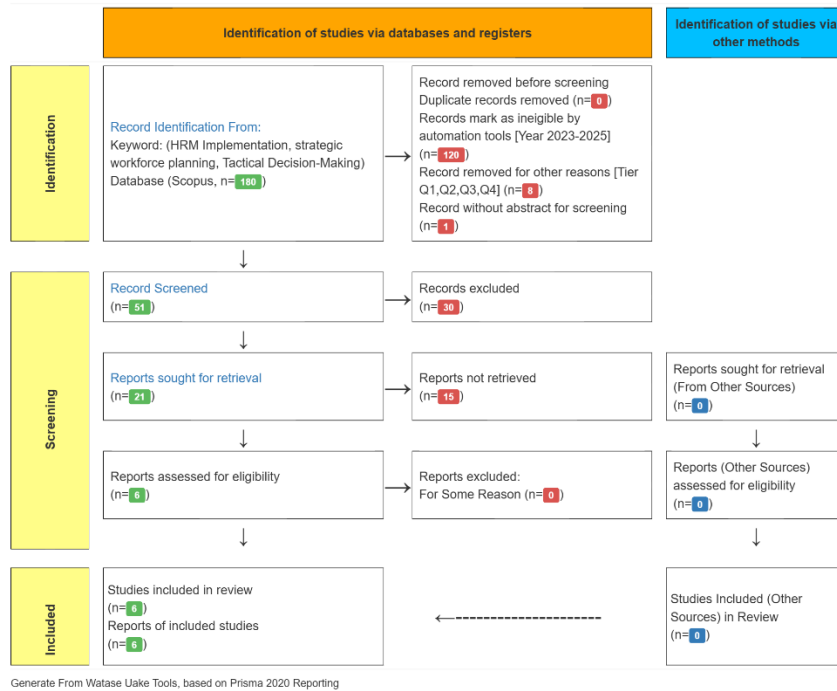 Identification of studies via databases and registers
Identification of studies via
other methods
Identification
Record Identification From:
Keyword: (HRM Implementation, strategic
workforce planning, Tactical Decision-Making)
Database (Scopus, n= 180 )
Record removed before screening
Duplicate records removed (n= 0 )
Records mark as ineigible by
automation tools [Year 2023-2025]
(n= 120 )
Record removed for other reasons [Tier
Q1,Q2,Q3,Q4] (n= 8 )
Record without abstract for screening
(n= 1 )
Screening
Record Screened
(n= 51 )
Records excluded
(n= 30 )
Reports sought for retrieval
(n= 21 )
Reports not retrieved
(n= 15 )
Reports sought for retrieval
(From Other Sources)
(n= 0 )
Reports assessed for eligibility
(n= 6 )
Reports excluded:
For Some Reason (n= 0 )
Reports (Other Sources)
assessed for eligibility
(n= 0 )
Included
Studies included in review
(n= 6 )
Reports of included studies
(n= 6 )
Studies Included (Other
Sources) in Review
(n= 0 )
Generate From Watase Uake Tools, based on Prisma 2020 Reporting